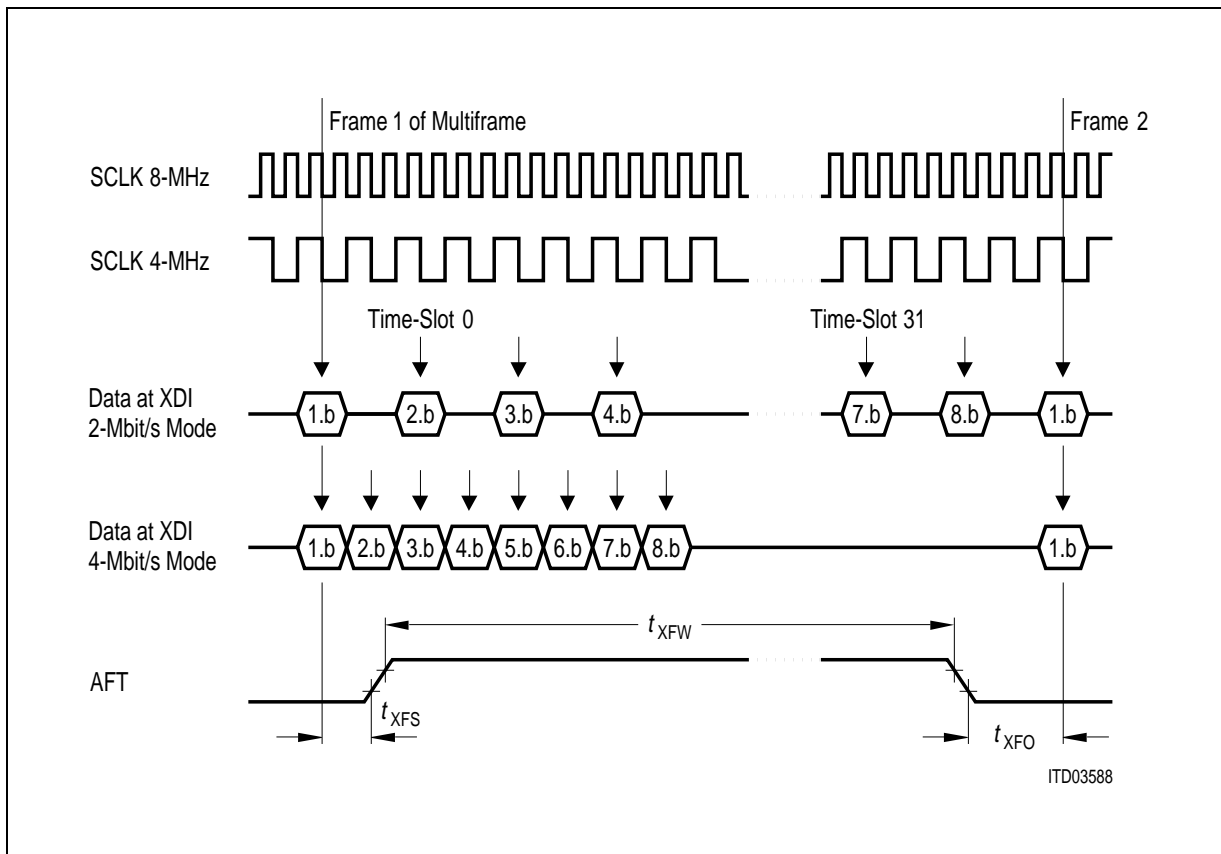 Frame 1 of Multiframe
Frame 2
SCLK 8-MHz
SCLK 4-MHz
Time-Slot 0
Time-Slot 31
Data at XDI
2-Mbit/s Mode
1.b 2.b 3.b 4.b 7.b 8.b 1.b
Data at XDI
4-Mbit/s Mode
1.b 2.b 3.b 4.b 5.b 6.b 7.b 8.b 1.b
t XFW
AFT
t XFS
t XFO
ITD03588